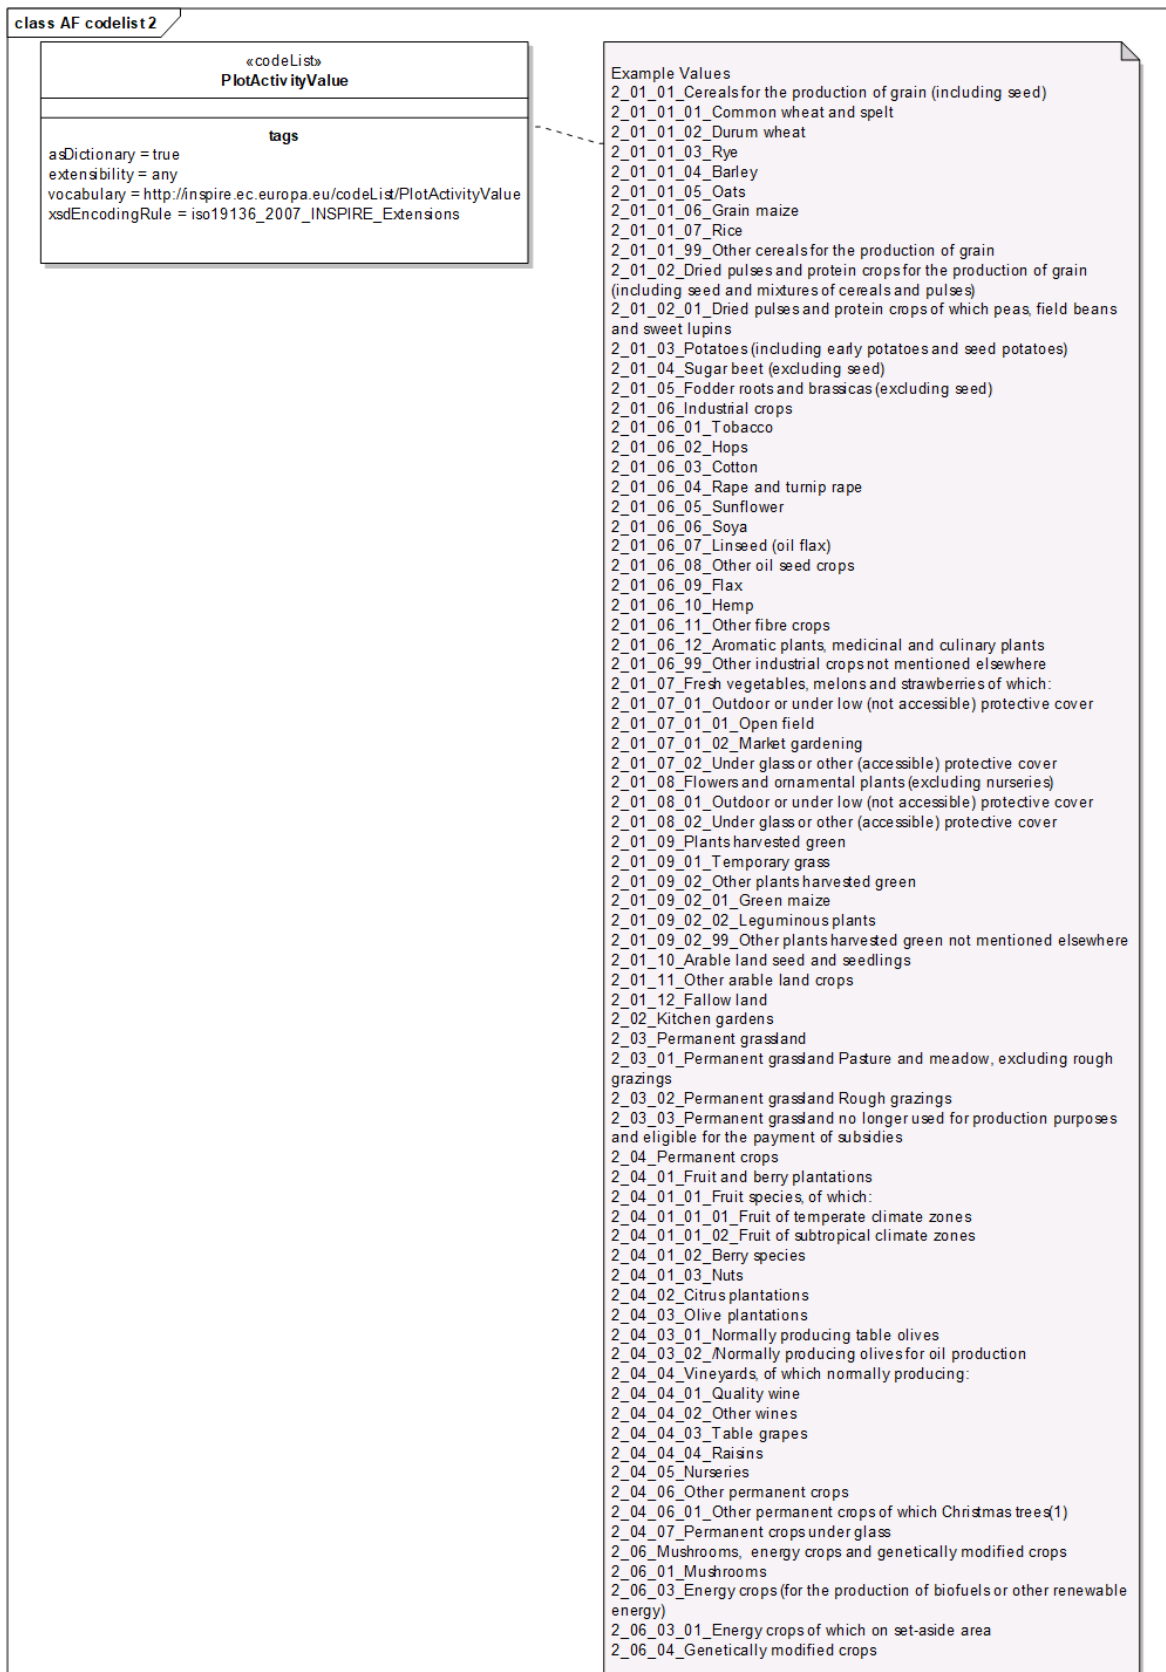 class AF codelist 2
«codeList»
PlotActivityValue
tags
asDictionary = true
extensibility = any
vocabulary = http://inspire.ec.europa.eu/codeList/PlotActivityValue
xsdEncodingRule = iso19136_2007_INSPIRE_Extensions
Example Values
2_01_01_Cereals for the production of grain (including seed)
2_01_01_01_Common wheat and spelt
2_01_01_02_Durum wheat
2_01_01_03_Rye
2_01_01_04_Barley
2_01_01_05_Oats
2_01_01_06_Grain maize
2_01_01_07_Rice
2_01_01_99_Other cereals for the production of grain
2_01_02_Dried pulses and protein crops for the production of grain
(including seed and mixtures of cereals and pulses)
2_01_02_01_Dried pulses and protein crops of which peas, field beans
and sweet lupins
2_01_03_Potatoes (including early potatoes and seed potatoes)
2_01_04_Sugar beet (excluding seed)
2_01_05_Fodder roots and brassicas (excluding seed)
2_01_06_Industrial crops
2_01_06_01_Tobacco
2_01_06_02_Hops
2_01_06_03_Cotton
2_01_06_04_Rape and turnip rape
2_01_06_05_Sunflower
2_01_06_06_Soya
2_01_06_07_Linseed (oil flax)
2_01_06_08_Other oil seed crops
2_01_06_09_Flax
2_01_06_10_Hemp
2_01_06_11_Other fibre crops
2_01_06_12_Aromatic plants, medicinal and culinary plants
2_01_06_99_Other industrial crops not mentioned elsewhere
2_01_07_Fresh vegetables, melons and strawberries of which:
2_01_07_01_Outdoor or under low (not accessible) protective cover
2_01_07_01_01_Open field
2_01_07_01_02_Market gardening
2_01_07_02_Under glass or other (accessible) protective cover
2_01_08_Flowers and ornamental plants (excluding nurseries)
2_01_08_01_Outdoor or under low (not accessible) protective cover
2_01_08_02_Under glass or other (accessible) protective cover
2_01_09_Plants harvested green
2_01_09_01_Temporary grass
2_01_09_02_Other plants harvested green
2_01_09_02_01_Green maize
2_01_09_02_02_Leguminous plants
2_01_09_02_99_Other plants harvested green not mentioned elsewhere
2_01_10_Arable land seed and seedlings
2_01_11_Other arable land crops
2_01_12_Fallow land
2_02_Kitchen gardens
2_03_Permanent grassland
2_03_01_Permanent grassland Pasture and meadow, excluding rough
grazings
2_03_02_Permanent grassland Rough grazings
2_03_03_Permanent grassland no longer used for production purposes
and eligible for the payment of subsidies
2_04_Permanent crops
2_04_01_Fruit and berry plantations
2_04_01_01_Fruit species, of which:
2_04_01_01_01_Fruit of temperate climate zones
2_04_01_01_02_Fruit of subtropical climate zones
2_04_01_02_Berry species
2_04_01_03_Nuts
2_04_02_Citrus plantations
2_04_03_Olive plantations
2_04_03_01_Normally producing table olives
2_04_03_02_/Normally producing olives for oil production
2_04_04_Vineyards, of which normally producing:
2_04_04_01_Quality wine
2_04_04_02_Other wines
2_04_04_03_Table grapes
2_04_04_04_Raisins
2_04_05_Nurseries
2_04_06_Other permanent crops
2_04_06_01_Other permanent crops of which Christmas trees(1)
2_04_07_Permanent crops under glass
2_06_Mushrooms, energy crops and genetically modified crops
2_06_01_Mushrooms
2_06_03_Energy crops (for the production of biofuels or other renewable
energy)
2_06_03_01_Energy crops of which on set-aside area
2_06_04_Genetically modified crops